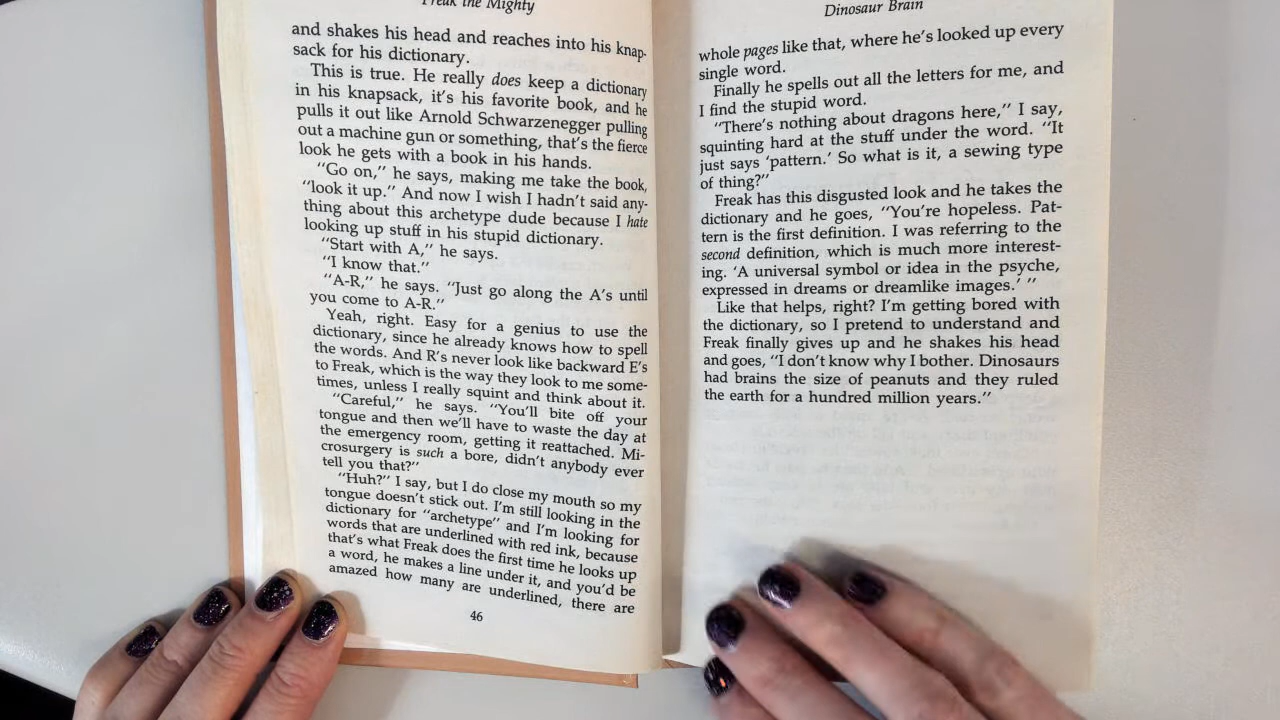 Freak the Mighty
and shakes his head and reaches into his knap-
sack for his dictionary.
This is true. He really does keep a dictionary
in his knapsack, it's his favorite book, and he
pulls it out like Arnold Schwarzenegger pulling
out a machine gun or something, that's the fierce
look he gets with a book in his hands.
"Go on," he says, making me take the book,
"look it up." And now I wish I hadn't said any-
thing about this archetype dude because I hate
looking up stuff in his stupid dictionary.
"Start with A," he says.
"I know that."
"A-R," he says. "Just go along the A's until
you come to A-R."
Yeah, right. Easy for a genius to use the
dictionary, since he already knows how to spell
the words. And R's never look like backward E's
to Freak, which is the way they look to me some-
times, unless I really squint and think about it.
"Careful," he says. "You'll bite off your
tongue and then we'll have to waste the day at
the emergency room, getting it reattached. Mi-
crosurgery is such a bore, didn't anybody ever
tell you that?"
"Huh?" I say, but I do close my mouth so my
tongue doesn't stick out. I'm still looking in the
dictionary for "archetype" and I'm looking for
words that are underlined with red ink, because
that's what Freak does the first time he looks up
a word, he makes a line under it, and you'd be
amazed how many are underlined, there are
46
Dinosaur Brain
whole pages like that, where he's looked up every
single word.
Finally he spells out all the letters for me, and
I find the stupid word.
"There's nothing about dragons here," I say,
squinting hard at the stuff under the word. "It
just says 'pattern.' So what is it, a sewing type
of thing?"
Freak has this disgusted look and he takes the
dictionary and he goes, "You're hopeless. Pat-
tern is the first definition. I was referring to the
second definition, which is much more interest-
ing. 'A universal symbol or idea in the psyche,
expressed in dreams or dreamlike images.' "
Like that helps, right? I'm getting bored with
the dictionary, so I pretend to understand and
Freak finally gives up and he shakes his head
and goes, "I don't know why I bother. Dinosaurs
had brains the size of peanuts and they ruled
the earth for a hundred million years."